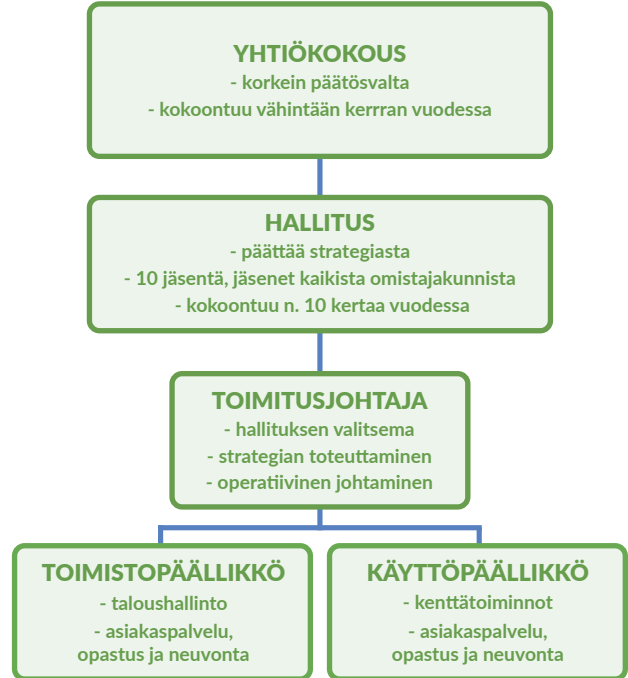 YHTIÖKOKOUS
- korkein päätösvalta
- kokoontuu vähintään kerrran vuodessa
HALLITUS
- päättää strategiasta
- 10 jäsentä, jäsenet kaikista omistajakunnista
- kokoontuu n. 10 kertaa vuodessa
TOIMITUSJOHTAJA
- hallituksen valitsema
- strategian toteuttaminen
- operatiivinen johtaminen
TOIMISTOPÄÄLLIKKÖ
- taloushallinto
- asiakaspalvelu,
opastus ja neuvonta
KÄYTTÖPÄÄLLIKKÖ
- kenttätoiminnot
- asiakaspalvelu,
opastus ja neuvonta